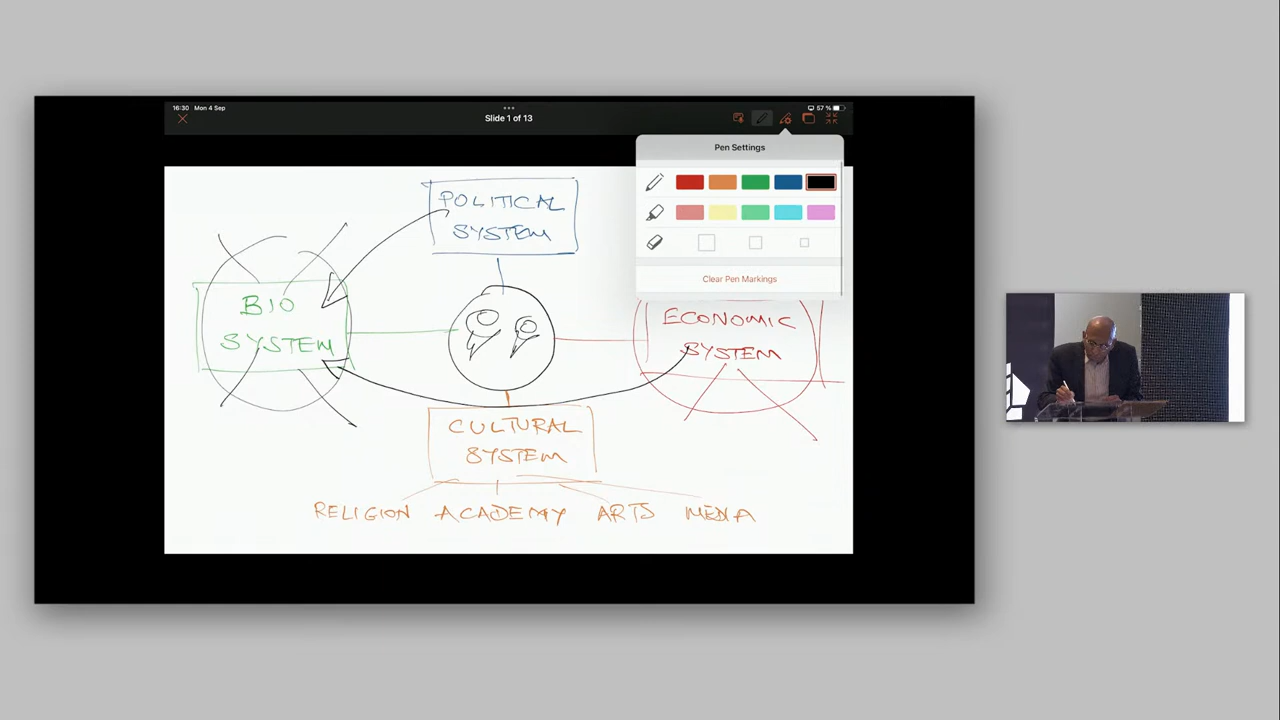 16:30 Mon 4 Sep
57 %
Slide 1 of 13
Pen Settings
Clear Pen Markings
POLITICAL
SYSTEM
BIO
SYSTEM
ECONOMIC
SYSTEM
CULTURAL
SYSTEM
RELIGION ACADEMY ARTS MEDIA